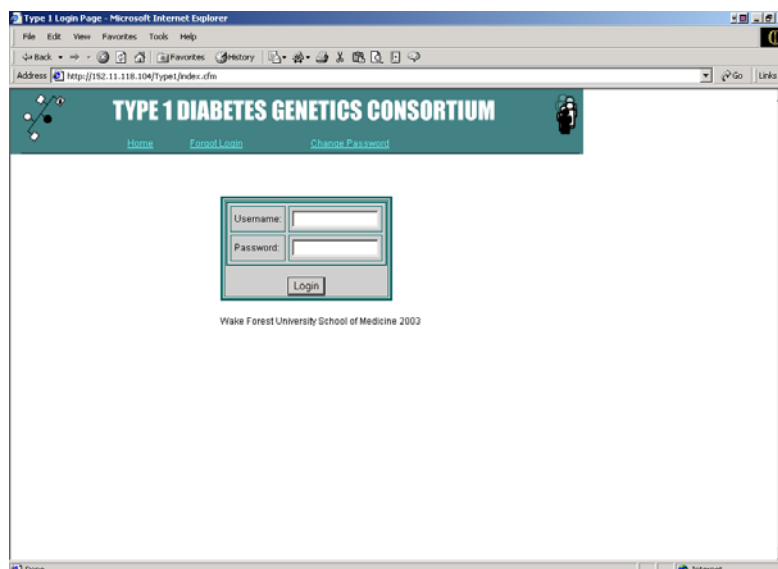 Type 1 Login Page - Microsoft Internet Explorer
File Edit View Favorites Tools Help
Back Favorites History
Address http://152.11.118.104/Type1/index.cfm Go Links
TYPE 1 DIABETES GENETICS CONSORTIUM
Home Forgot Login Change Password
Username:
Password:
Login
Wake Forest University School of Medicine 2003
Done Internet